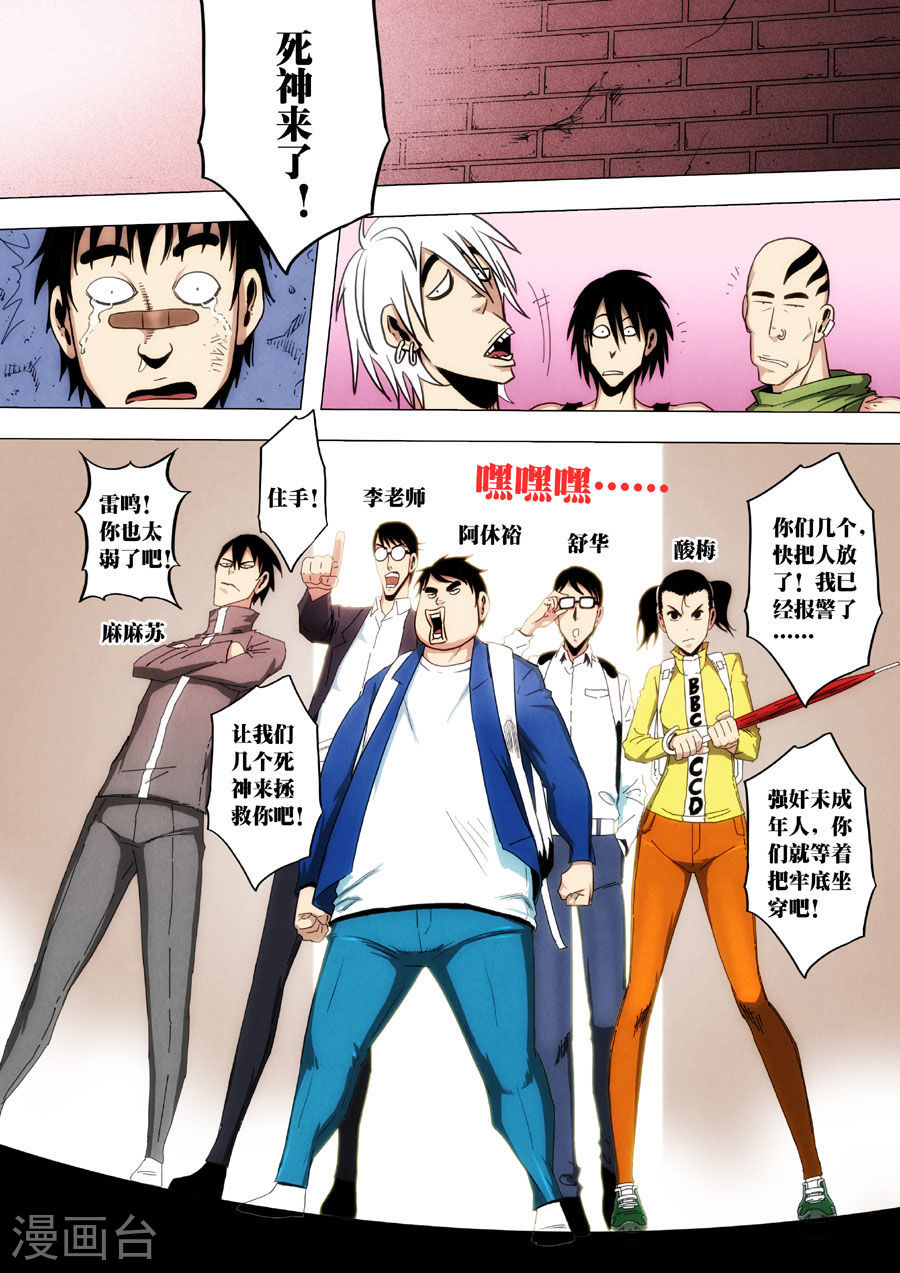 死神来了！
雷鸣！
你也太
弱了吧！
麻麻苏
住手！
李老师
嘿嘿嘿……
阿休裕
舒华
酸梅
你们几个，
快把人放
了！我已
经报警了
……
让我们
几个死
神来拯
救你吧！
BBC CCD
强奸未成
年人，你
们就等着
把牢底坐
穿吧！
漫画台